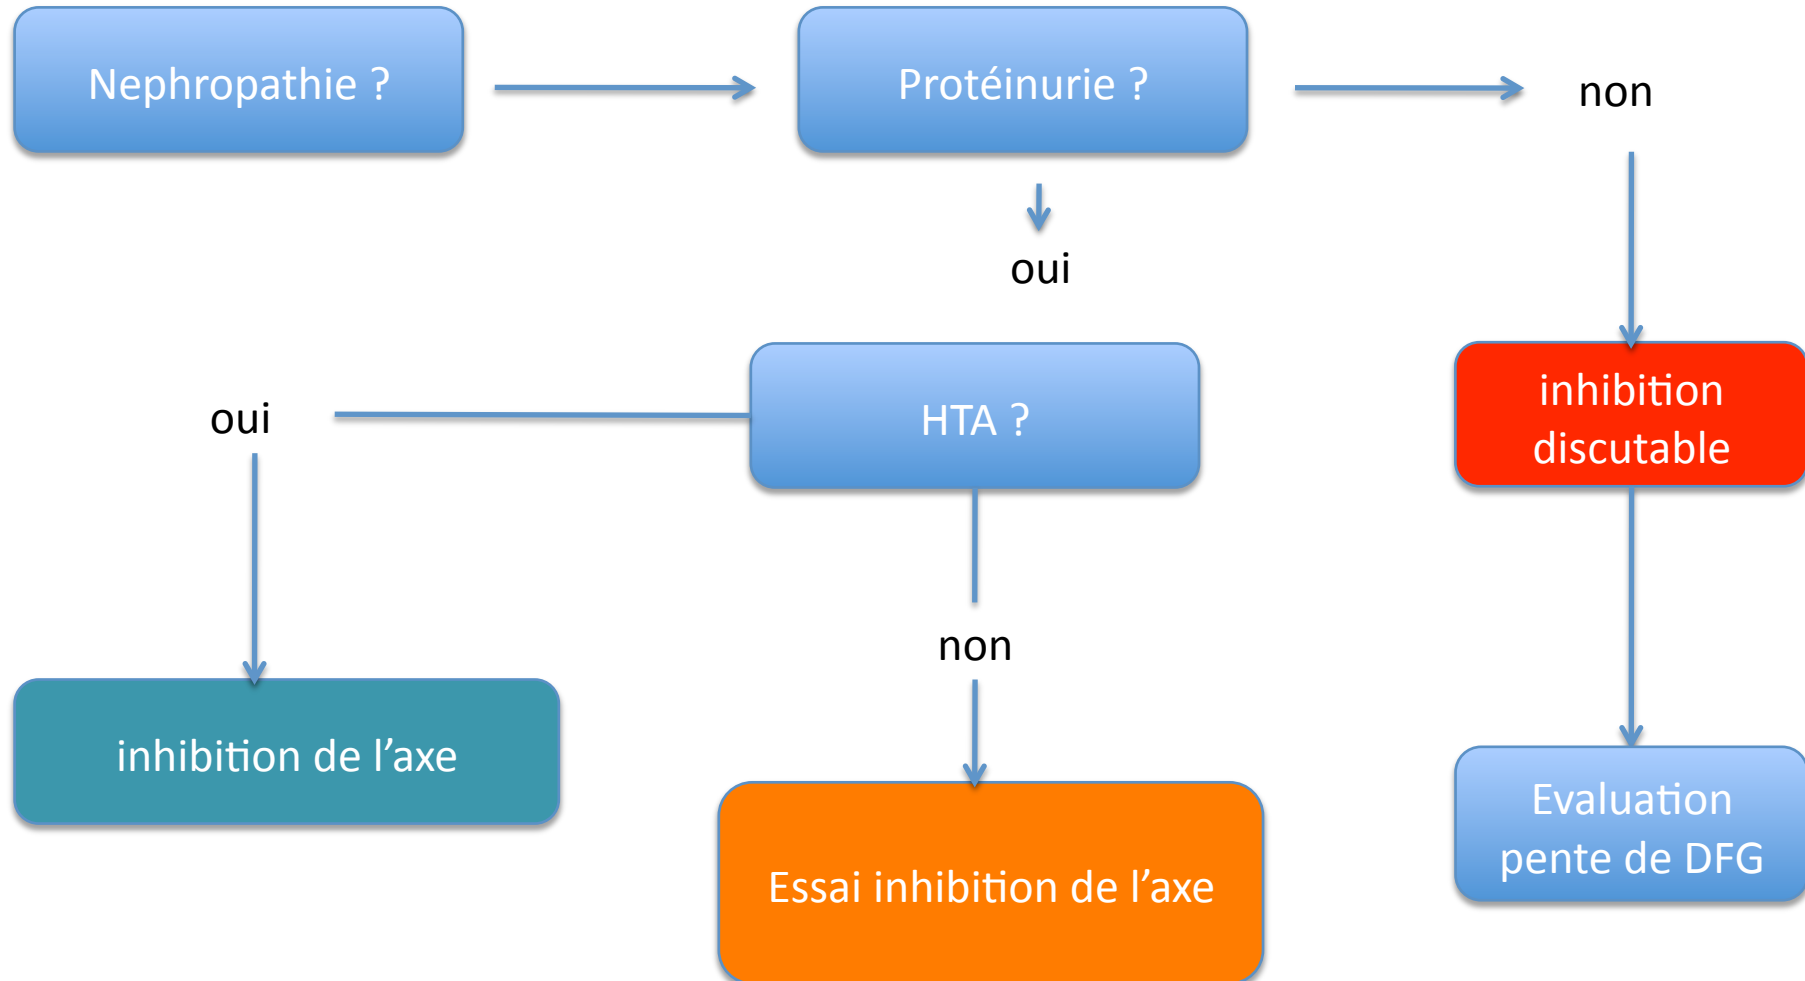 Nephropathie ?
Protéinurie ?
non
oui
oui
HTA ?
inhibition
discutable
non
inhibition de l’axe
Essai inhibition de l’axe
Evaluation
pente de DFG